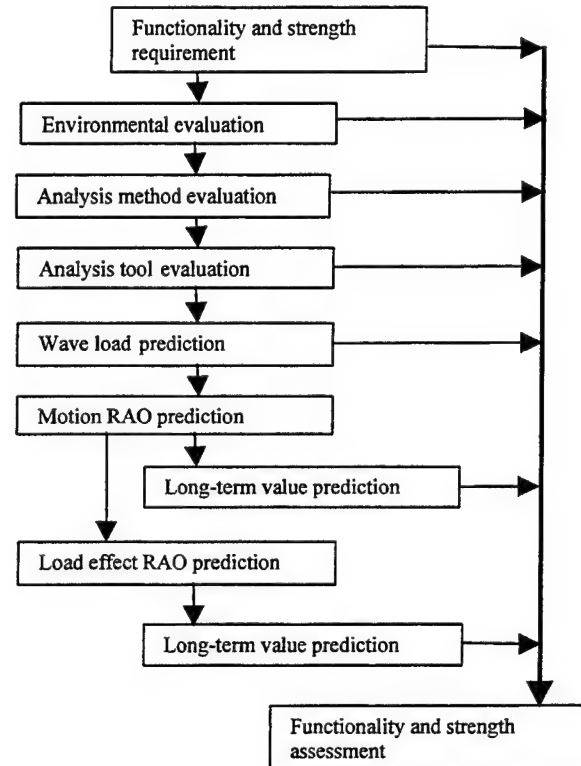 Functionality and strength
requirement
Environmental evaluation
Analysis method evaluation
Analysis tool evaluation
Wave load prediction
Motion RAO prediction
Long-term value prediction
Load effect RAO prediction
Long-term value prediction
Functionality and strength
assessment